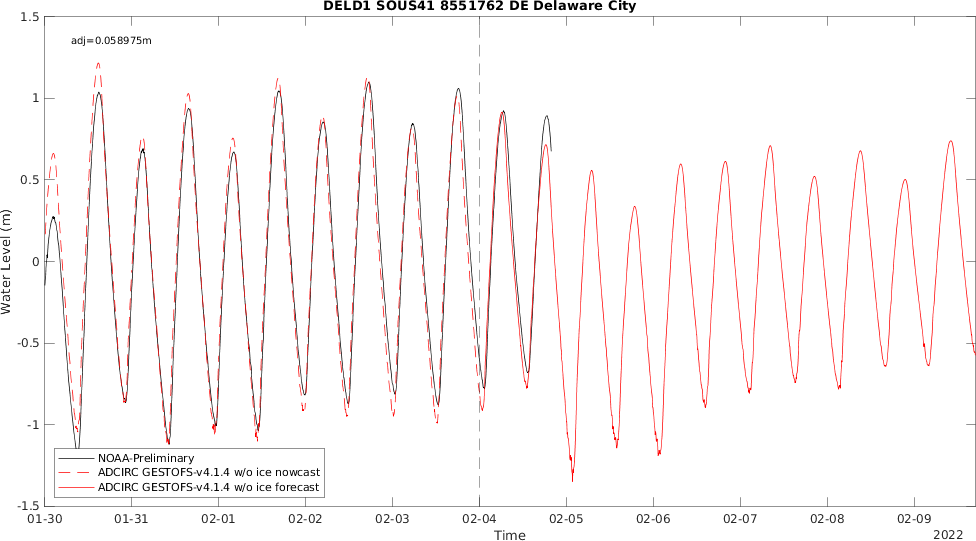 DELD1 SOUS41 8551762 DE Delaware City
adj=0.058975m
1.5
1
0.5
0
-0.5
-1
-1.5
Water Level (m)
NOAA-Preliminary
ADCIRC GESTOFS-v4.1.4 w/o ice nowcast
ADCIRC GESTOFS-v4.1.4 w/o ice forecast
01-30 01-31 02-01 02-02 02-03 02-04 02-05 02-06 02-07 02-08 02-09
Time
2022